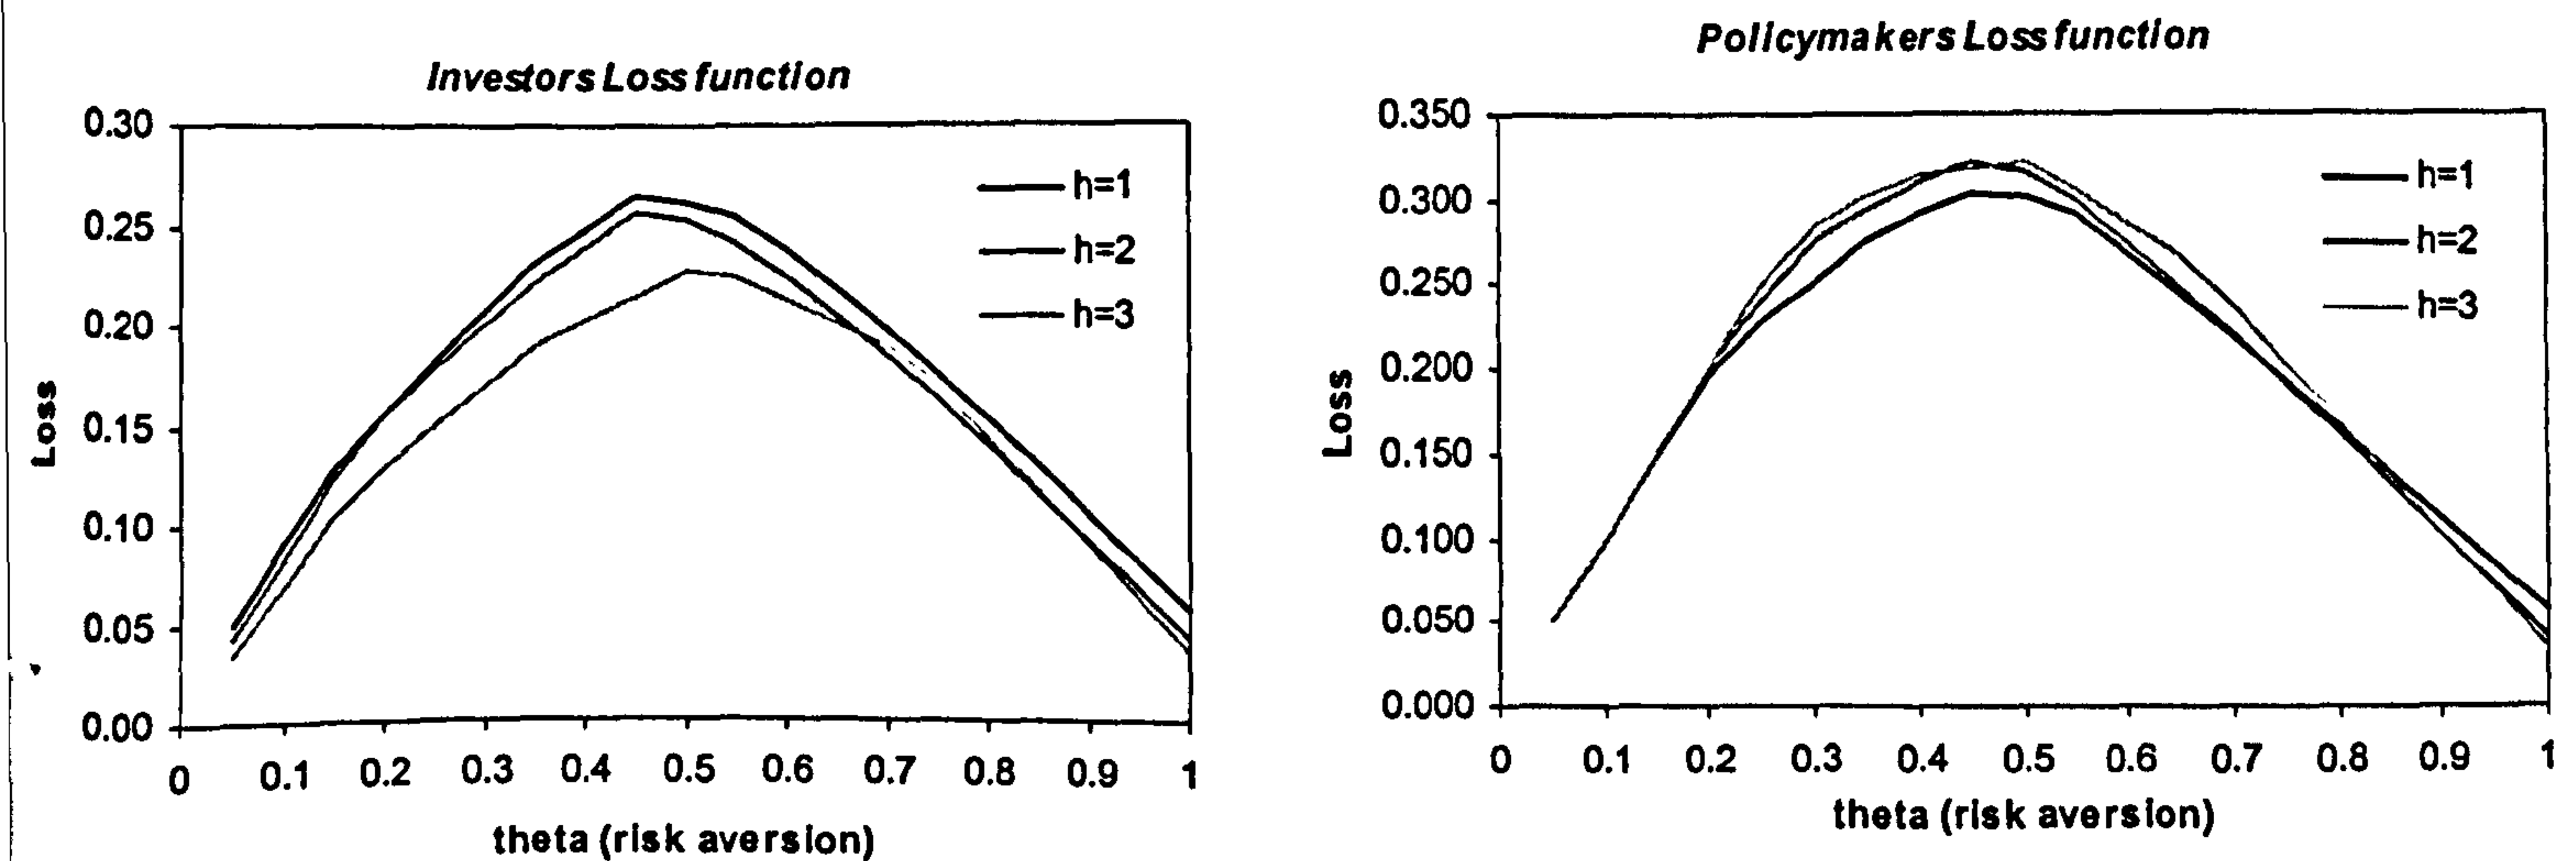 Investors Loss function
0.30
0.25
0.20
0.15
0.10
0.05
0.00
Loss
h=1
h=2
h=3
0 0.1 0.2 0.3 0.4 0.5 0.6 0.7 0.8 0.9 1
theta (risk aversion)
Policymakers Loss function
0.350
0.300
0.250
0.200
0.150
0.100
0.050
0.000
Loss
h=1
h=2
h=3
0 0.1 0.2 0.3 0.4 0.5 0.6 0.7 0.8 0.9 1
theta (risk aversion)